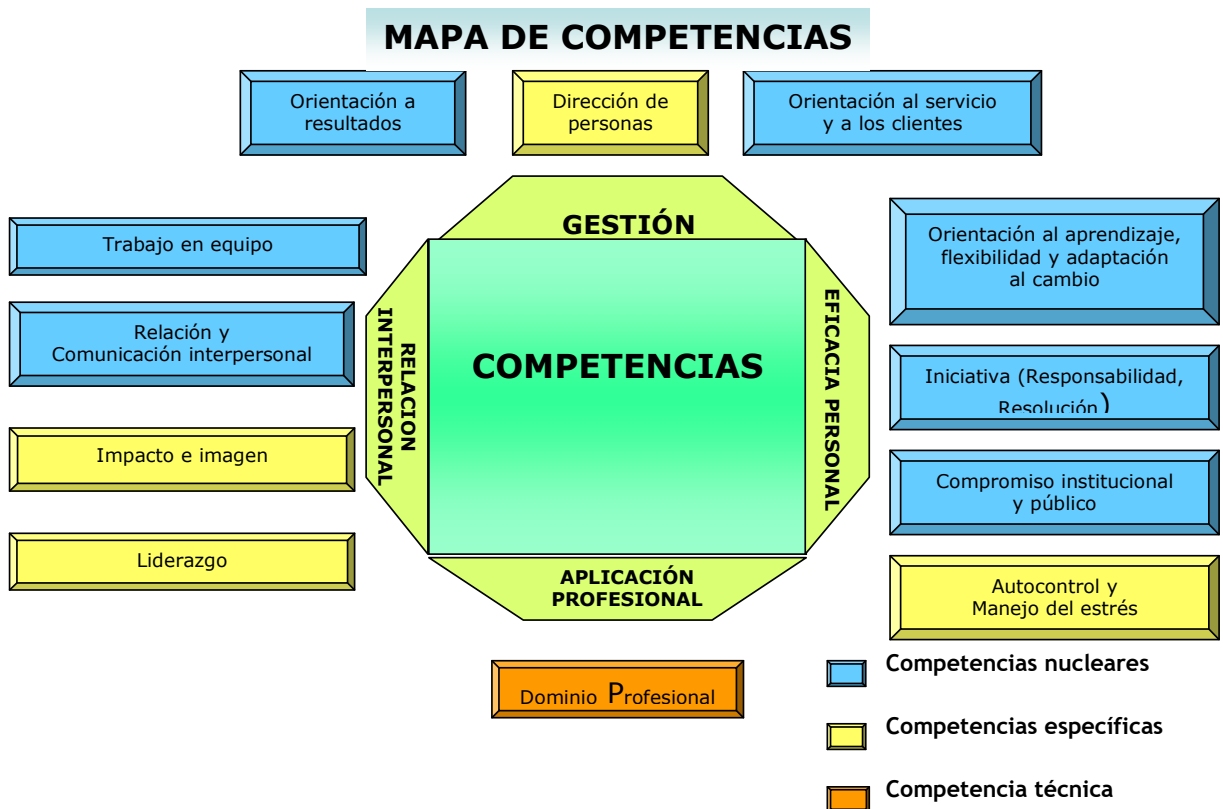 MAPA DE COMPETENCIAS
Orientación a
resultados
Dirección de
personas
Orientación al servicio
y a los clientes
Trabajo en equipo
Relación y
Comunicación interpersonal
Impacto e imagen
Liderazgo
GESTIÓN
RELACION
INTERPERSONAL
COMPETENCIAS
EFICACIA PERSONAL
APLICACIÓN
PROFESIONAL
Orientación al aprendizaje,
flexibilidad y adaptación
al cambio
Iniciativa (Responsabilidad,
Resolución)
Compromiso institucional
y público
Autocontrol y
Manejo del estrés
Dominio Profesional
Competencias nucleares
Competencias específicas
Competencia técnica